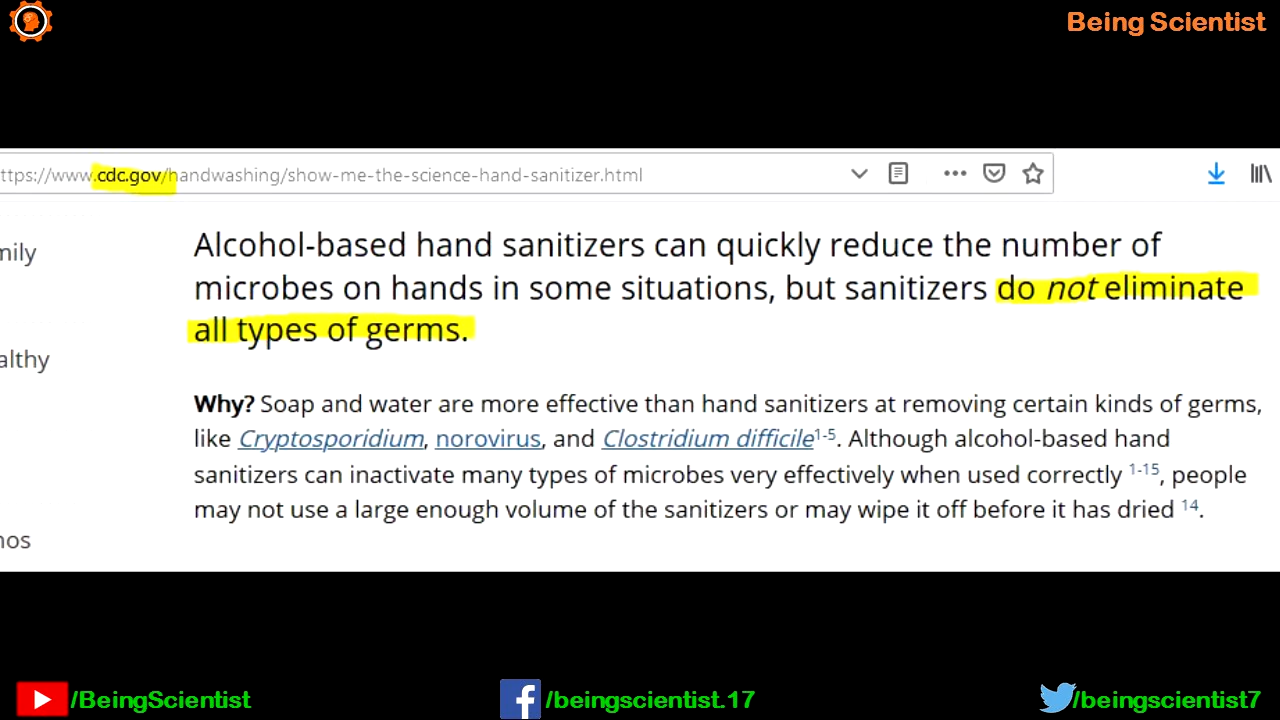 Being Scientist
ttps://www.cdc.gov/handwashing/show-me-the-science-hand-sanitizer.html
mily
althy
nos
Alcohol-based hand sanitizers can quickly reduce the number of
microbes on hands in some situations, but sanitizers do not eliminate
all types of germs.
Why? Soap and water are more effective than hand sanitizers at removing certain kinds of germs,
like Cryptosporidium, norovirus, and Clostridium difficile1-5. Although alcohol-based hand
sanitizers can inactivate many types of microbes very effectively when used correctly 1-15, people
may not use a large enough volume of the sanitizers or may wipe it off before it has dried 14.
/BeingScientist
/beingscientist.17
/beingscientist7